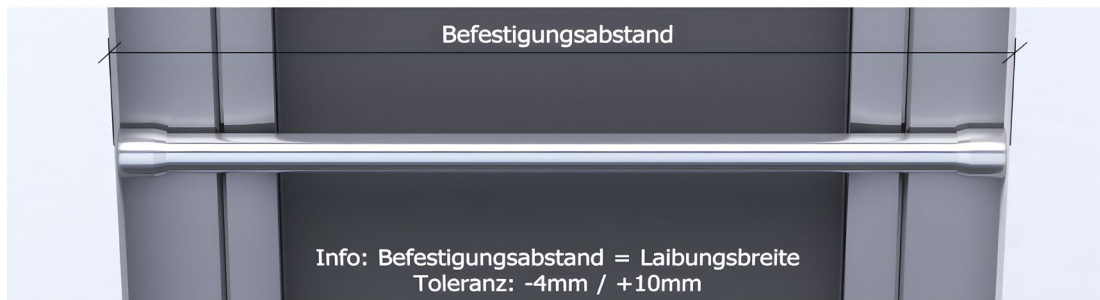 Befestigungsabstand
Info: Befestigungsabstand = Laibungsbreite
Toleranz: -4mm / +10mm